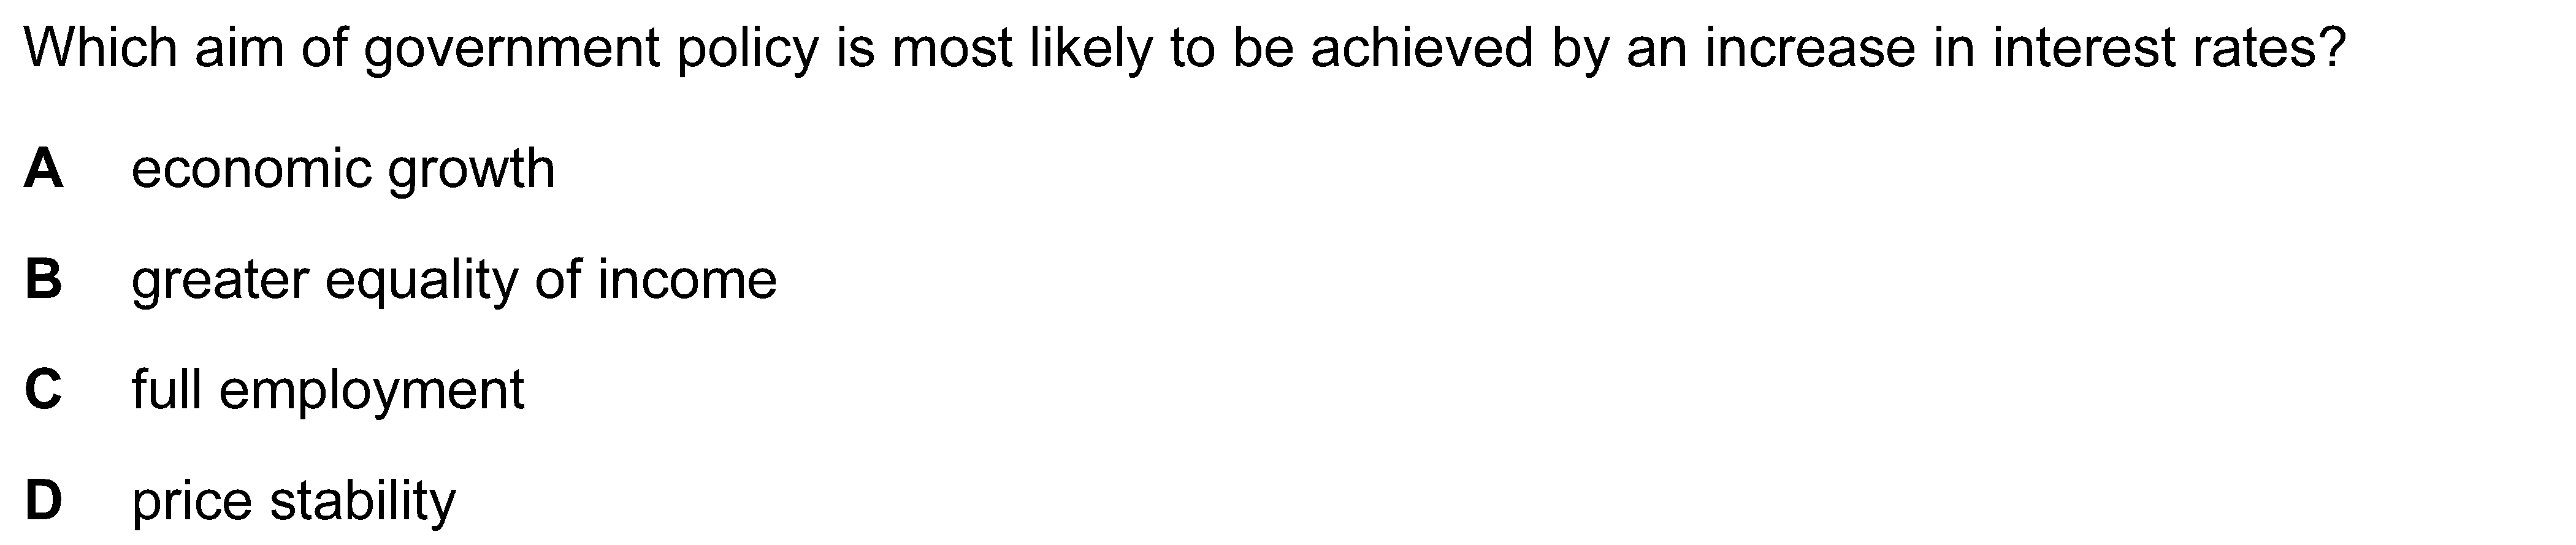 Which aim of government policy is most likely to be achieved by an increase in interest rates?
A economic growth
B greater equality of income
C full employment
D price stability